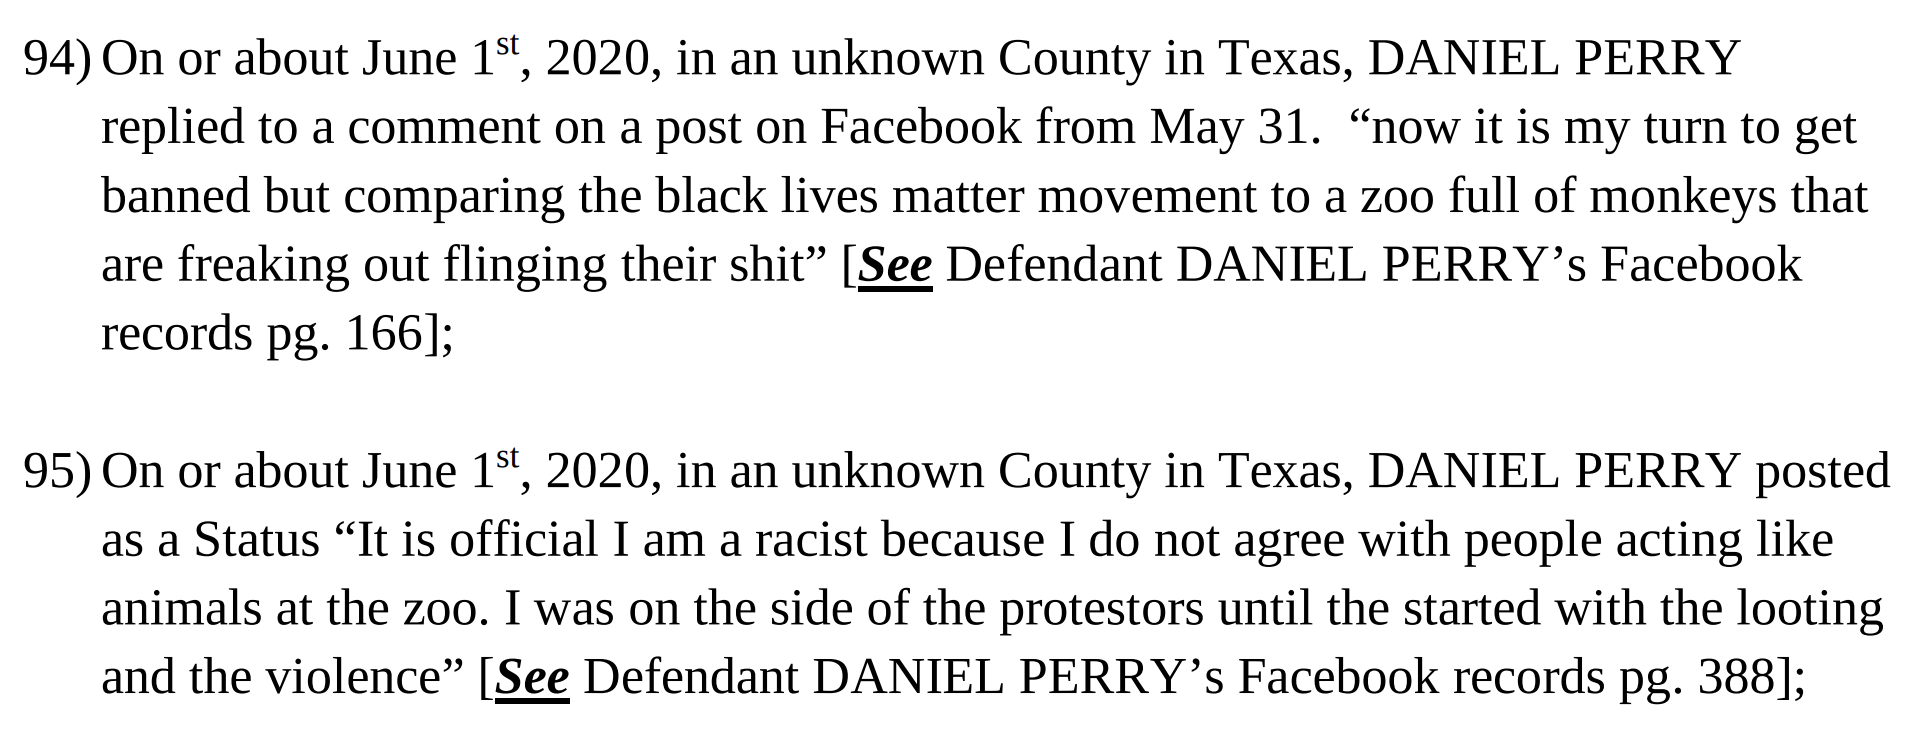 94) On or about June 1st, 2020, in an unknown County in Texas, DANIEL PERRY
replied to a comment on a post on Facebook from May 31.  “now it is my turn to get
banned but comparing the black lives matter movement to a zoo full of monkeys that
are freaking out flinging their shit” [See Defendant DANIEL PERRY’s Facebook
records pg. 166];
95) On or about June 1st, 2020, in an unknown County in Texas, DANIEL PERRY posted
as a Status “It is official I am a racist because I do not agree with people acting like
animals at the zoo. I was on the side of the protestors until the started with the looting
and the violence” [See Defendant DANIEL PERRY’s Facebook records pg. 388];